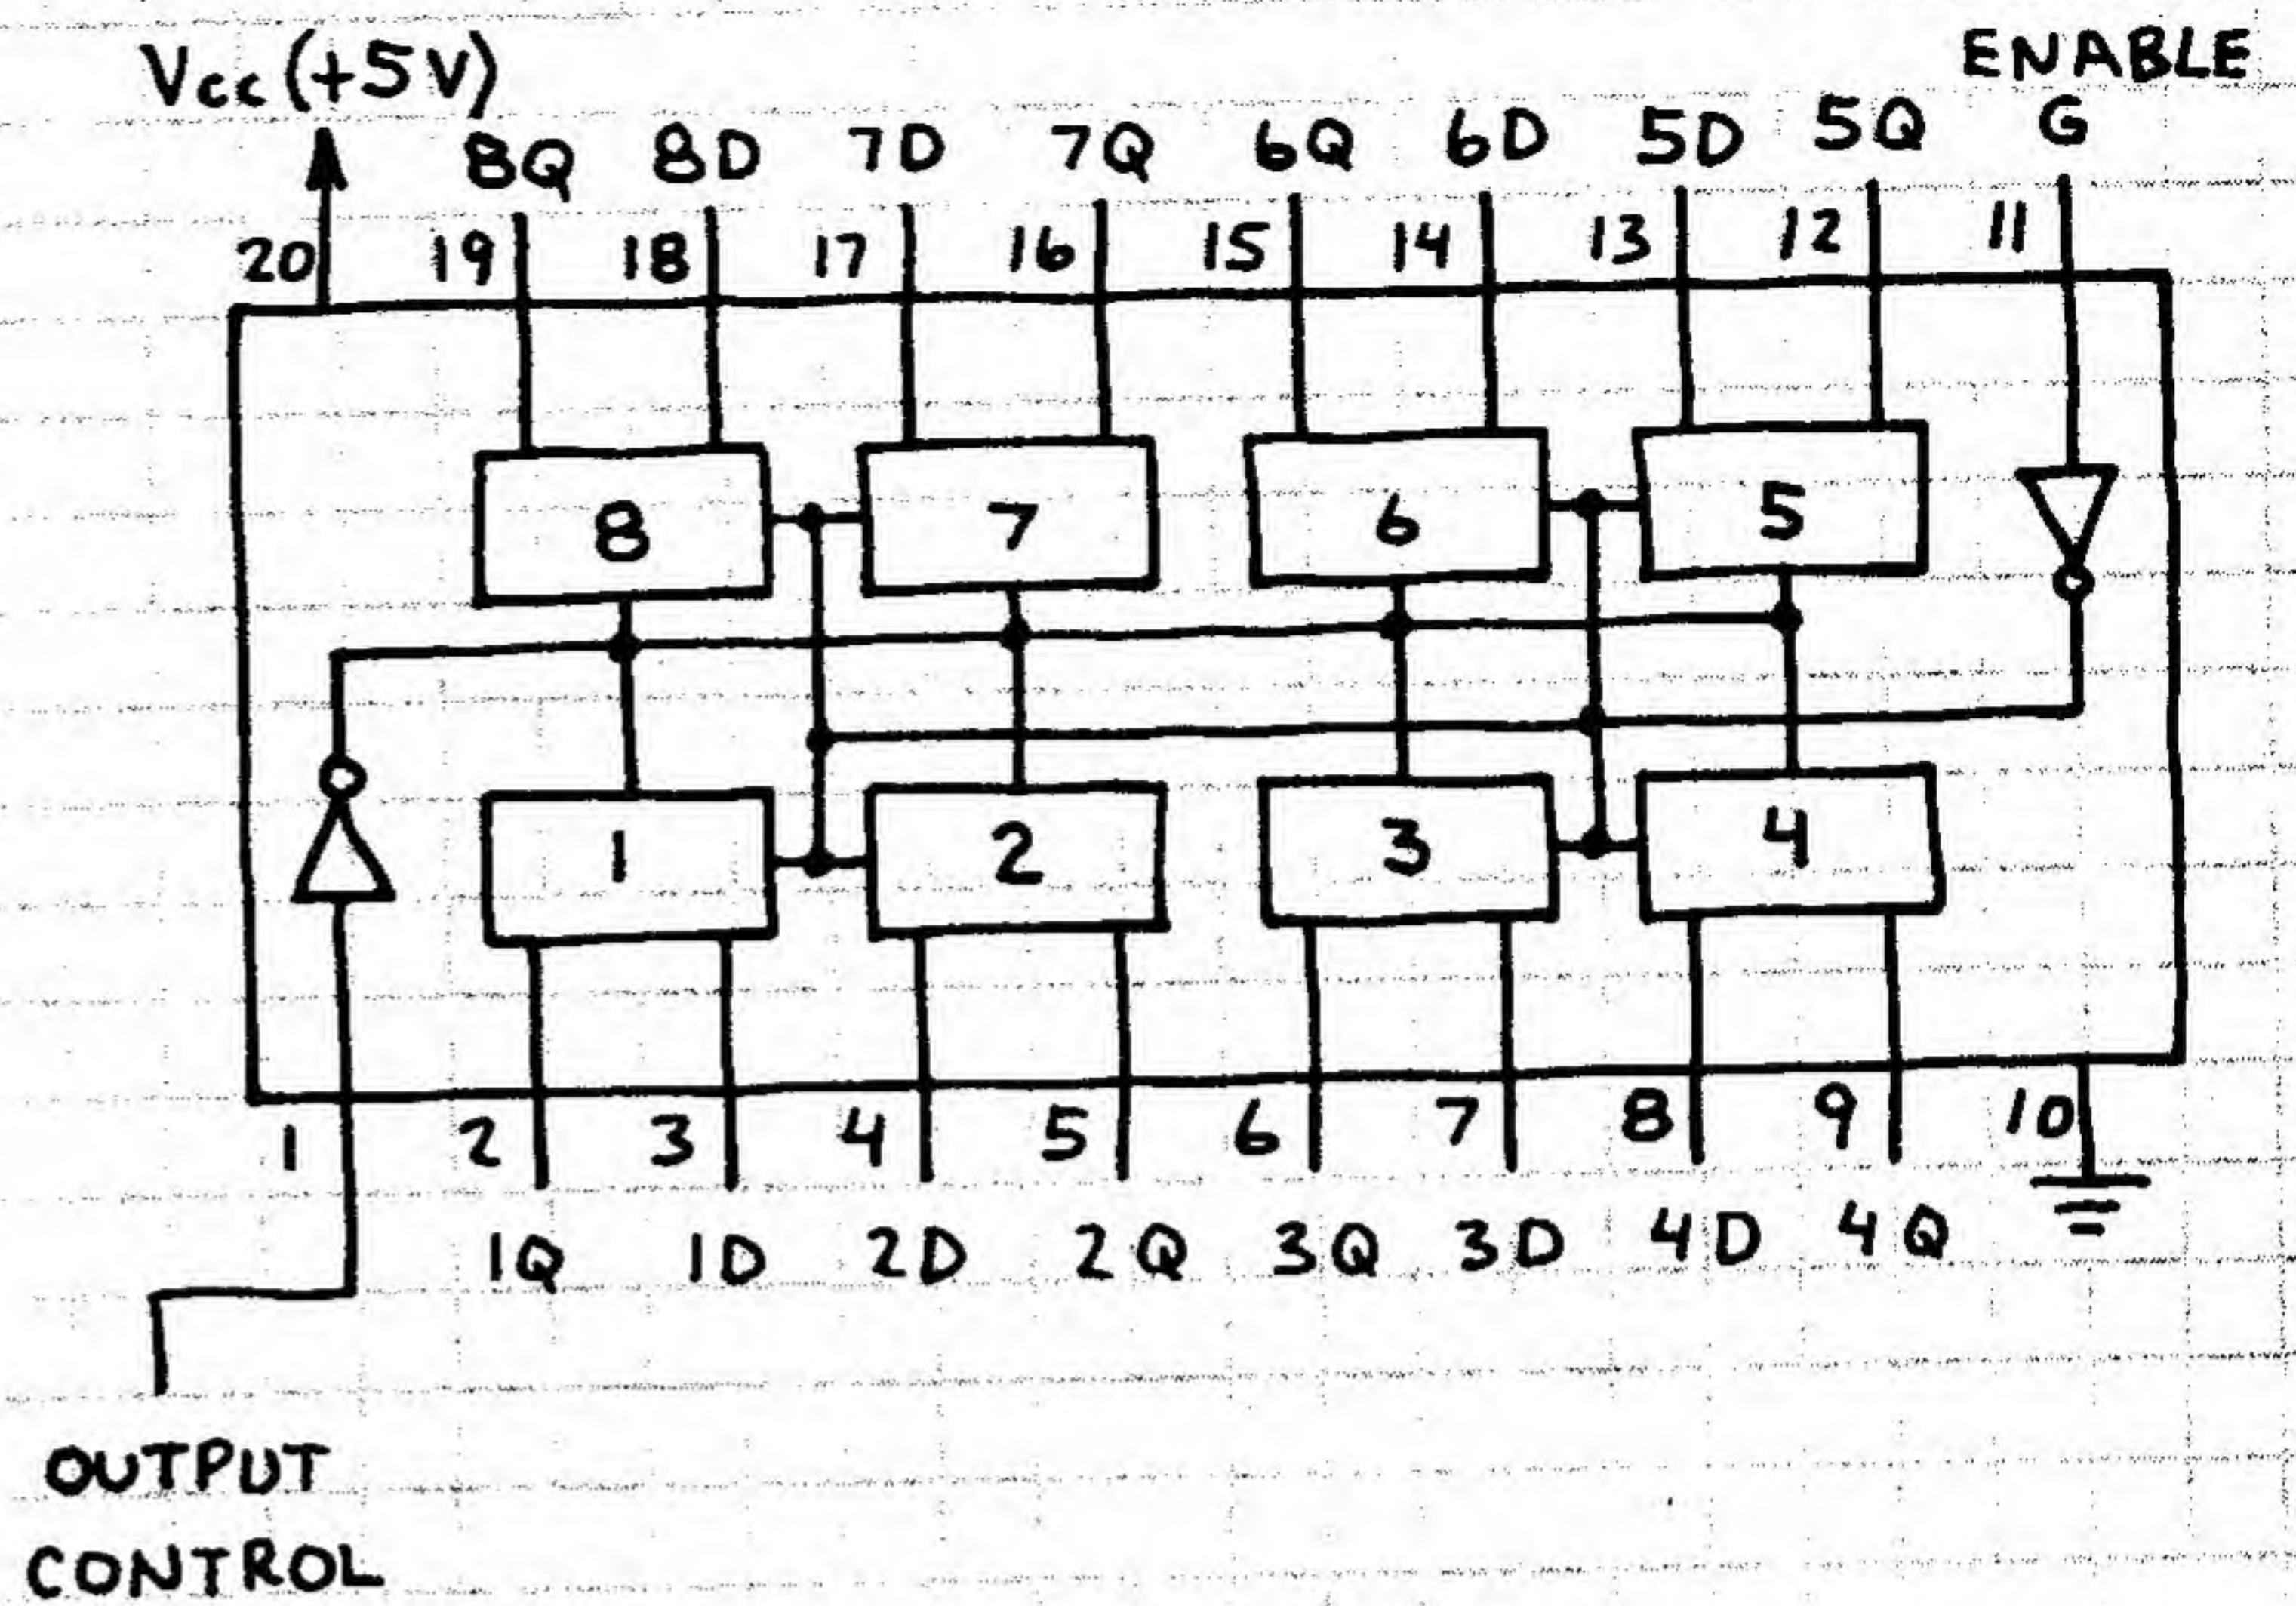 Vcc (+5V)
ENABLE
G
8Q 8D 7D 7Q 6Q 6D 5D 5Q
20 19 18 17 16 15 14 13 12 11
8 7 6 5
1 2 3 4
1 2 3 4 5 6 7 8 9 10
1Q 1D 2D 2Q 3Q 3D 4D 4Q
OUTPUT
CONTROL